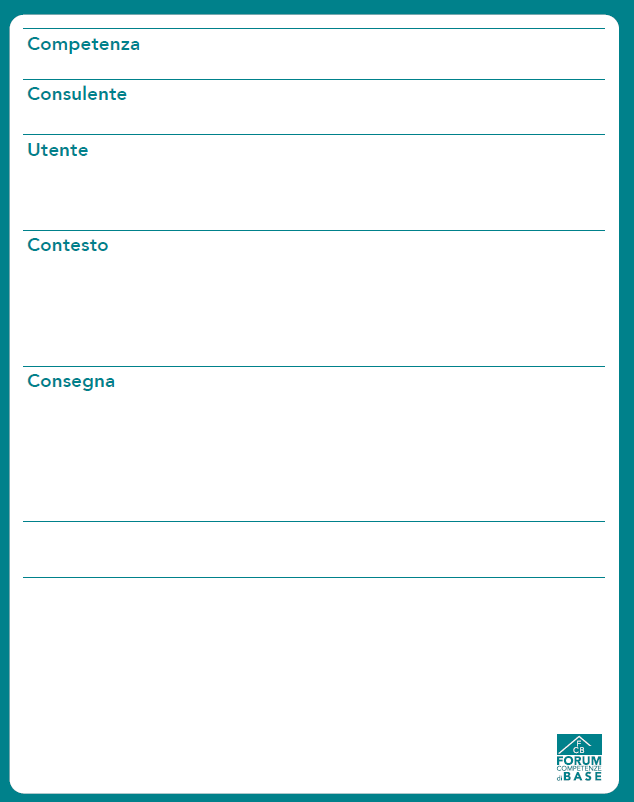 Competenza
Consulente
Utente
Contesto
Consegna
F
CB
FORUM
COMPETENZE
di BASE